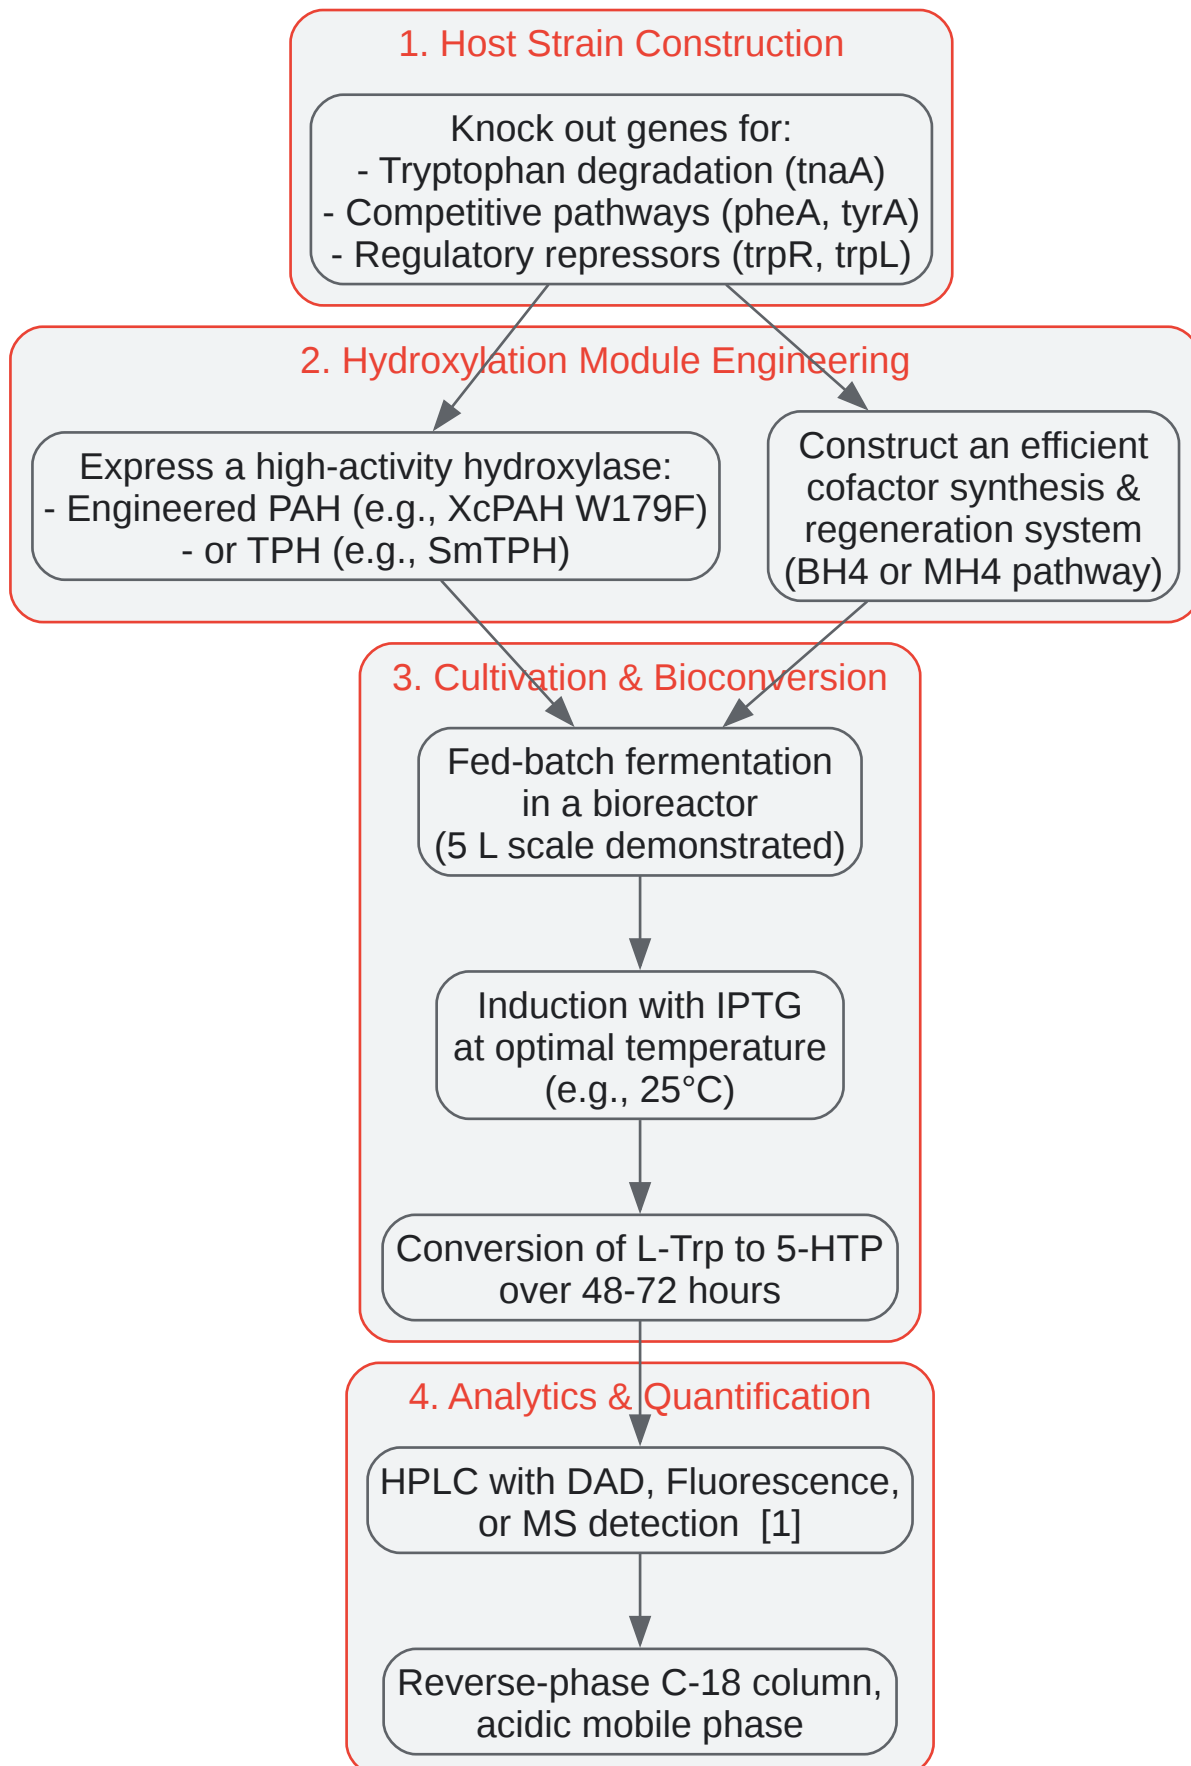 1. Host Strain Construction
Knock out genes for:
- Tryptophan degradation (tnaA)
- Competitive pathways (pheA, tyrA)
- Regulatory repressors (trpR, trpL)
2. Hydroxylation Module Engineering
Express a high-activity hydroxylase:
- Engineered PAH (e.g., XcPAH W179F)
- or TPH (e.g., SmTPH)
Construct an efficient
cofactor synthesis &
regeneration system
(BH4 or MH4 pathway)
3. Cultivation & Bioconversion
Fed-batch fermentation
in a bioreactor
(5 L scale demonstrated)
Induction with IPTG
at optimal temperature
(e.g., 25°C)
Conversion of L-Trp to 5-HTP
over 48-72 hours
4. Analytics & Quantification
HPLC with DAD, Fluorescence,
or MS detection  [1]
Reverse-phase C-18 column,
acidic mobile phase